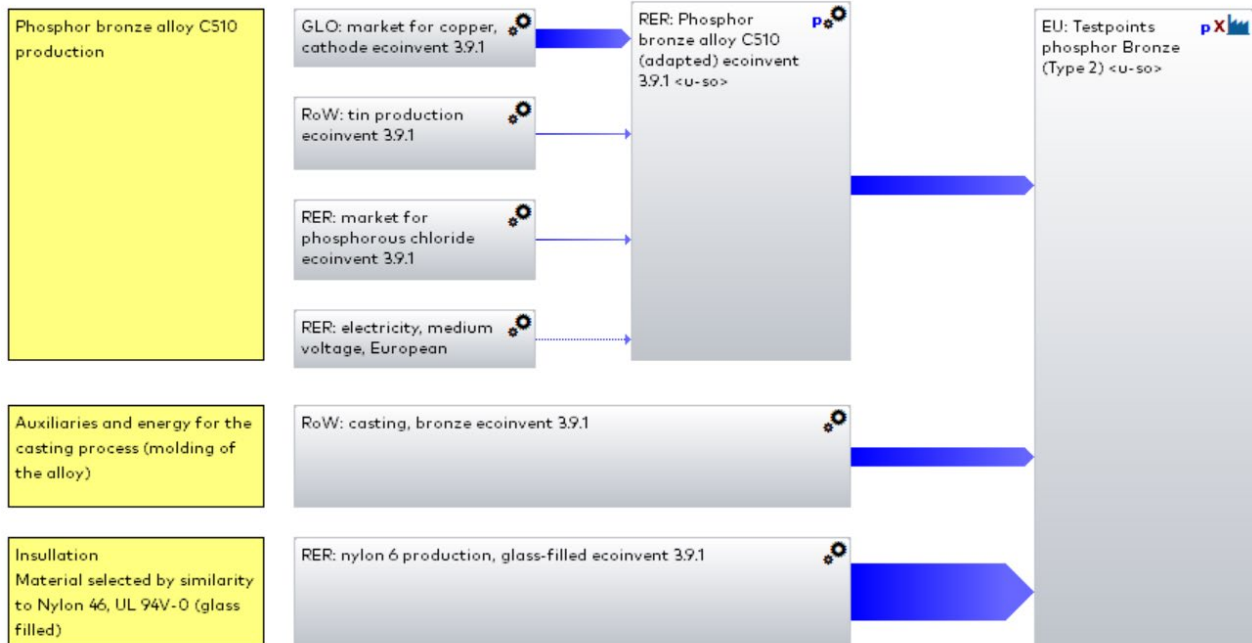 Phosphor bronze alloy C510
production
GLO: market for copper,
cathode ecoinvent 3.9.1
RoW: tin production
ecoinvent 3.9.1
RER: market for
phosphorous chloride
ecoinvent 3.9.1
RER: electricity, medium
voltage, European
RER: Phosphor
bronze alloy C510
(adapted) ecoinvent
3.9.1 <u-so>
p
EU: Testpoints
phosphor Bronze
(Type 2) <u-so>
p X
Auxiliaries and energy for the
casting process (molding of
the alloy)
RoW: casting, bronze ecoinvent 3.9.1
Insullation
Material selected by similarity
to Nylon 46, UL 94V-0 (glass
filled)
RER: nylon 6 production, glass-filled ecoinvent 3.9.1